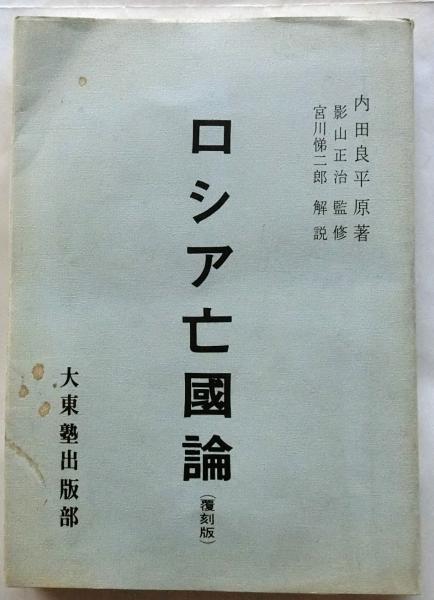 内田良平 原著
影山正治 監修
宮川悌二郎 解説
ロシア亡國論
(覆刻版)
大東塾出版部